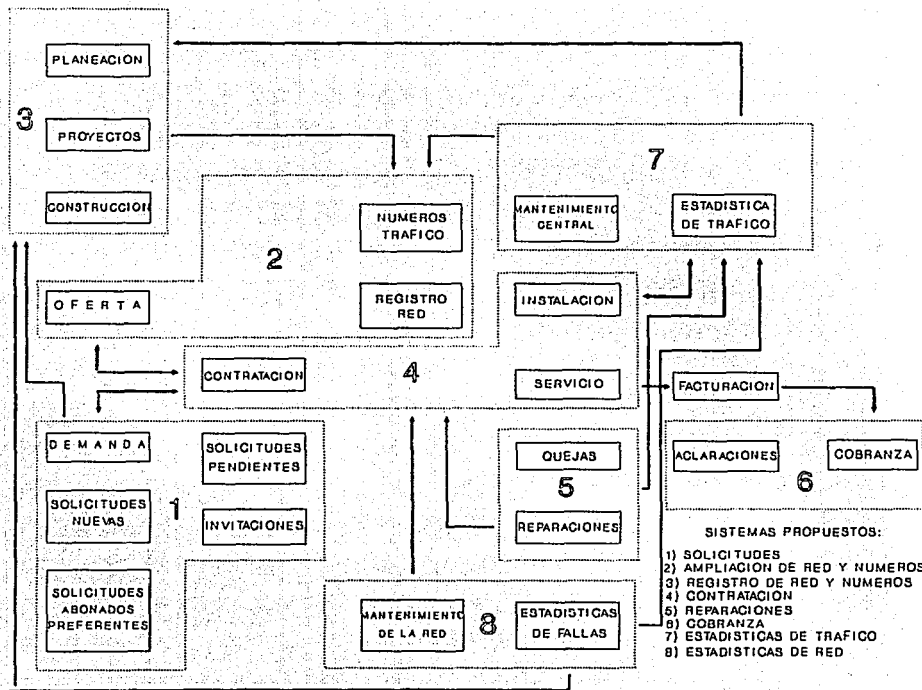 PLANEACION
3
PROYECTOS
CONSTRUCCION
7
MANTENIMIENTO
CENTRAL
ESTADISTICA
DE TRAFICO
2
NUMEROS
TRAFICO
REGISTRO
RED
OFERTA
INSTALACION
CONTRATACION
4
SERVICIO
FACTURACION
DEMANDA
SOLICITUDES
PENDIENTES
SOLICITUDES
NUEVAS
1
INVITACIONES
SOLICITUDES
ABONADOS
PREFERENTES
QUEJAS
5
REPARACIONES
ACLARACIONES
COBRANZA
6
MANTENIMIENTO
DE LA RED
8
ESTADISTICAS
DE FALLAS
SISTEMAS PROPUESTOS:
1) SOLICITUDES
2) AMPLIACION DE RED Y NUMEROS
3) REGISTRO DE RED Y NUMEROS
4) CONTRATACION
5) REPARACIONES
6) COBRANZA
7) ESTADISTICAS DE TRAFICO
8) ESTADISTICAS DE RED